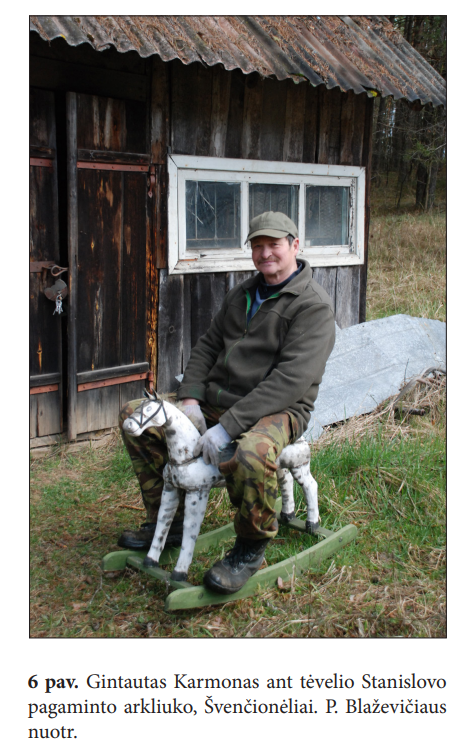 6 pav. Gintautas Karmonas ant tėvelio Stanislovo
pagaminto arkliuko, Švenčionėliai. P. Blaževičiaus
nuotr.